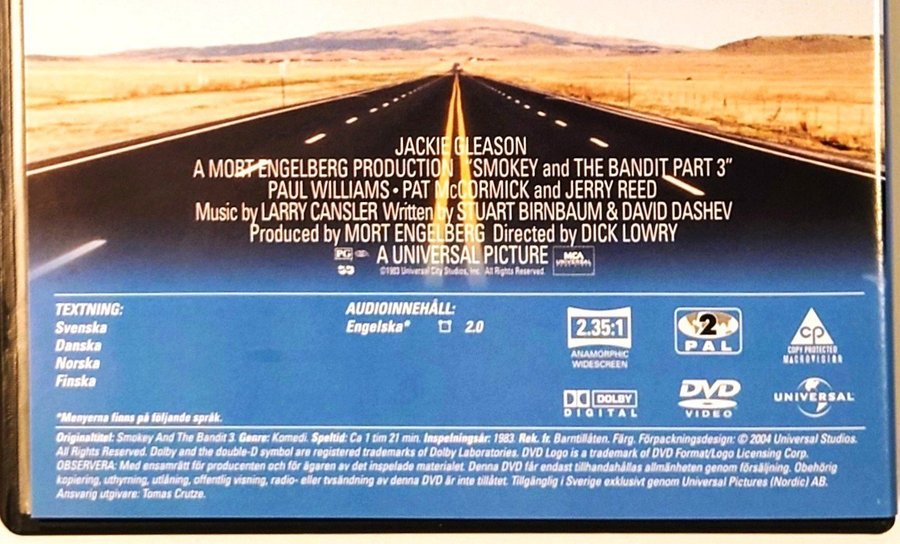 JACKIE GLEASON
A MORT ENGELBERG PRODUCTION "SMOKEY and THE BANDIT PART 3"
PAUL WILLIAMS • PAT McCORMICK and JERRY REED
Music by LARRY CANSLER Written by STUART BIRNBAUM & DAVID DASHEV
Produced by MORT ENGELBERG Directed by DICK LOWRY
PG A UNIVERSAL PICTURE MCA UNIVERSAL
©1983 Universal City Studios, Inc. All Rights Reserved.
TEXTNING:
Svenska
Danska
Norska
Finska
AUDIOINNEHÅLL:
Engelska* 2.0
2.35:1
ANAMORPHIC
WIDESCREEN
2
PAL
CP
COPY PROTECTED
MACROVISION
DOLBY
DIGITAL
DVD
VIDEO
UNIVERSAL
*Menyerna finns på följande språk.
Originaltitel: Smokey And The Bandit 3. Genre: Komedi. Speltid: Ca 1 tim 21 min. Inspelningsår: 1983. Rek. fr. Barntillåten. Färg. Förpackningsdesign: © 2004 Universal Studios.
All Rights Reserved. Dolby and the double-D symbol are registered trademarks of Dolby Laboratories. DVD Logo is a trademark of DVD Format/Logo Licensing Corp.
OBSERVERA: Med ensamrätt för producenten och för ägaren av det inspelade materialet. Denna DVD får endast tillhandahållas allmänheten genom försäljning. Obehörig
kopiering, uthyrning, utlåning, offentlig visning, radio- eller tvsändning av denna DVD är inte tillåtet. Tillgänglig i Sverige exklusivt genom Universal Pictures (Nordic) AB.
Ansvarig utgivare: Tomas Crutze.